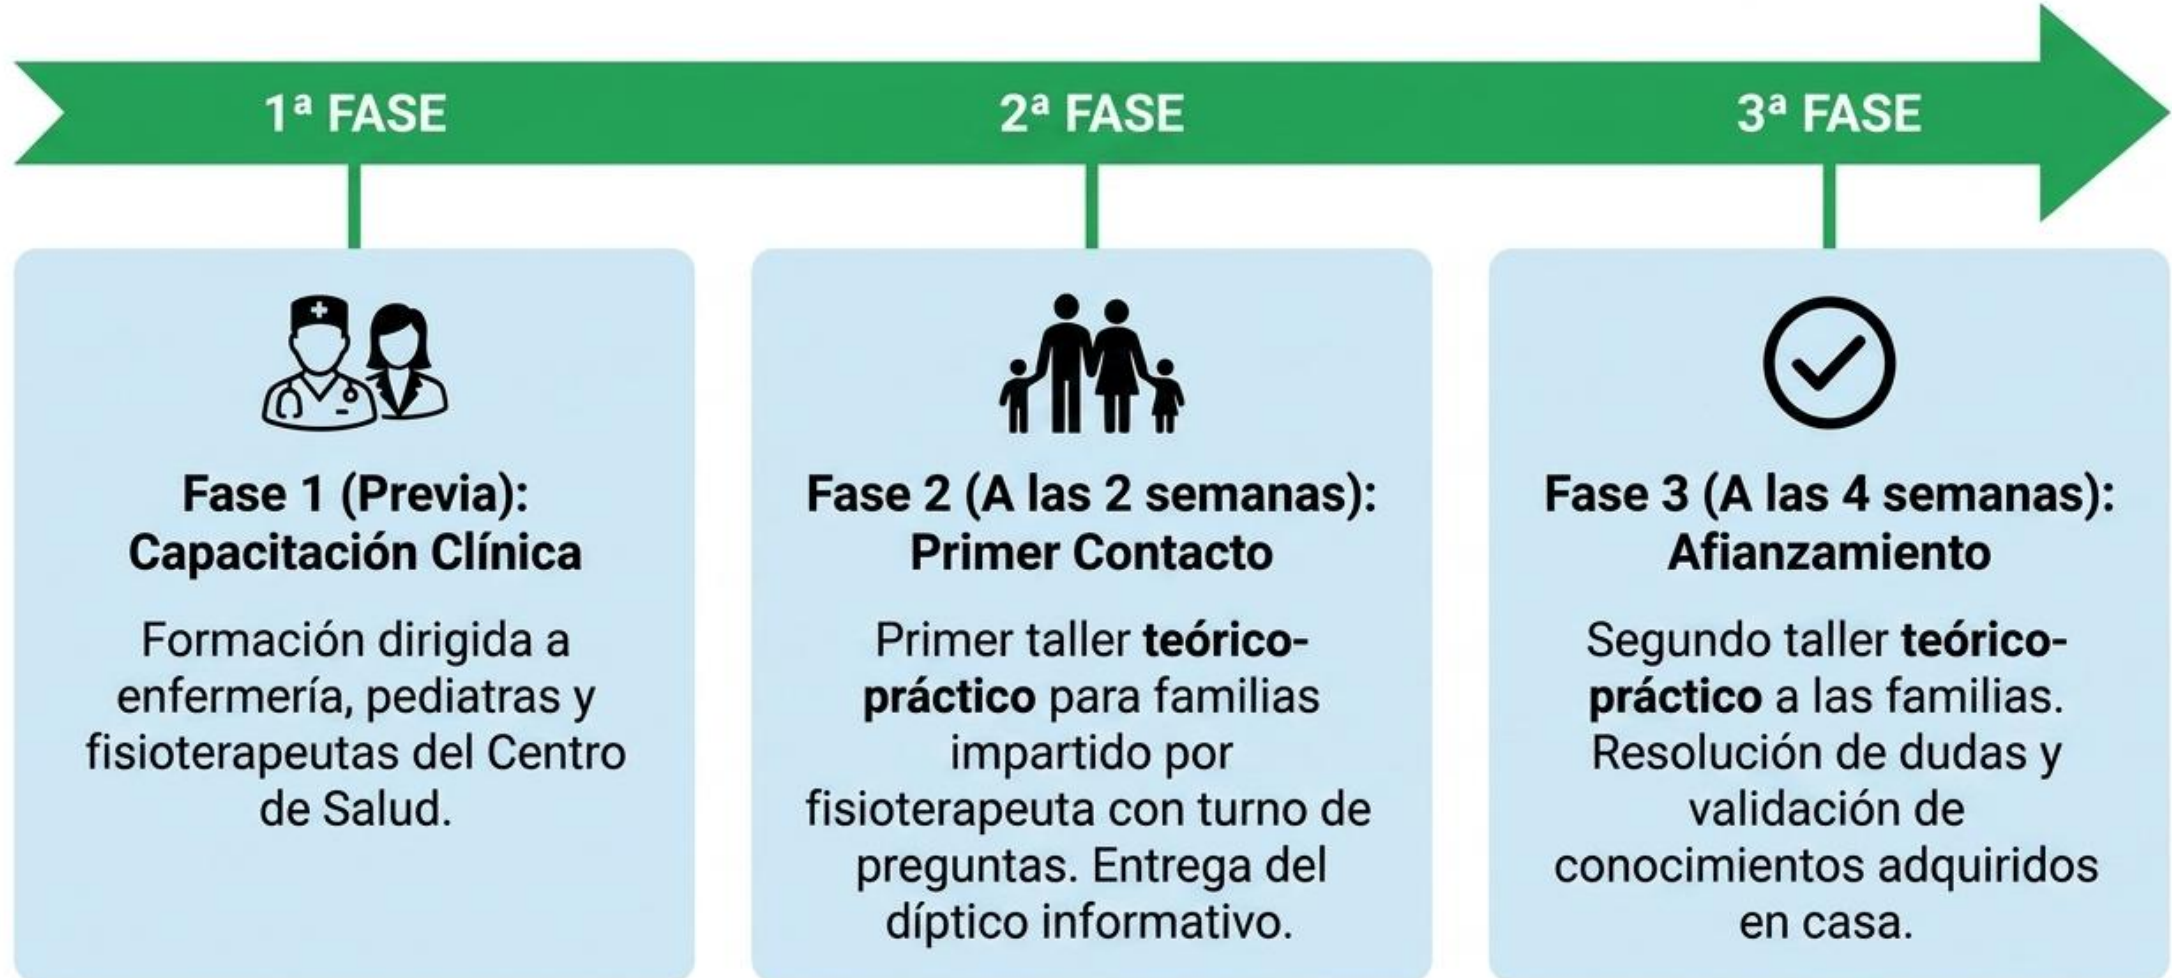 1ª FASE
2ª FASE
3ª FASE
Fase 1 (Previa):
Capacitación Clínica
Formación dirigida a
enfermería, pediatras y
fisioterapeutas del Centro
de Salud.
Fase 2 (A las 2 semanas):
Primer Contacto
Primer taller teórico-
práctico para familias
impartido por
fisioterapeuta con turno de
preguntas. Entrega del
díptico informativo.
Fase 3 (A las 4 semanas):
Afianzamiento
Segundo taller teórico-
práctico a las familias.
Resolución de dudas y
validación de
conocimientos adquiridos
en casa.